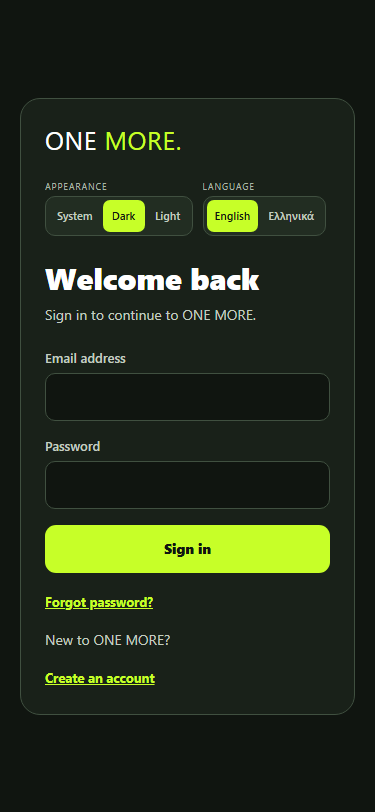 ONE MORE.
APPEARANCE LANGUAGE
System Dark Light English Ελληνικά
Welcome back
Sign in to continue to ONE MORE.
Email address
Password
Sign in
Forgot password?
New to ONE MORE?
Create an account